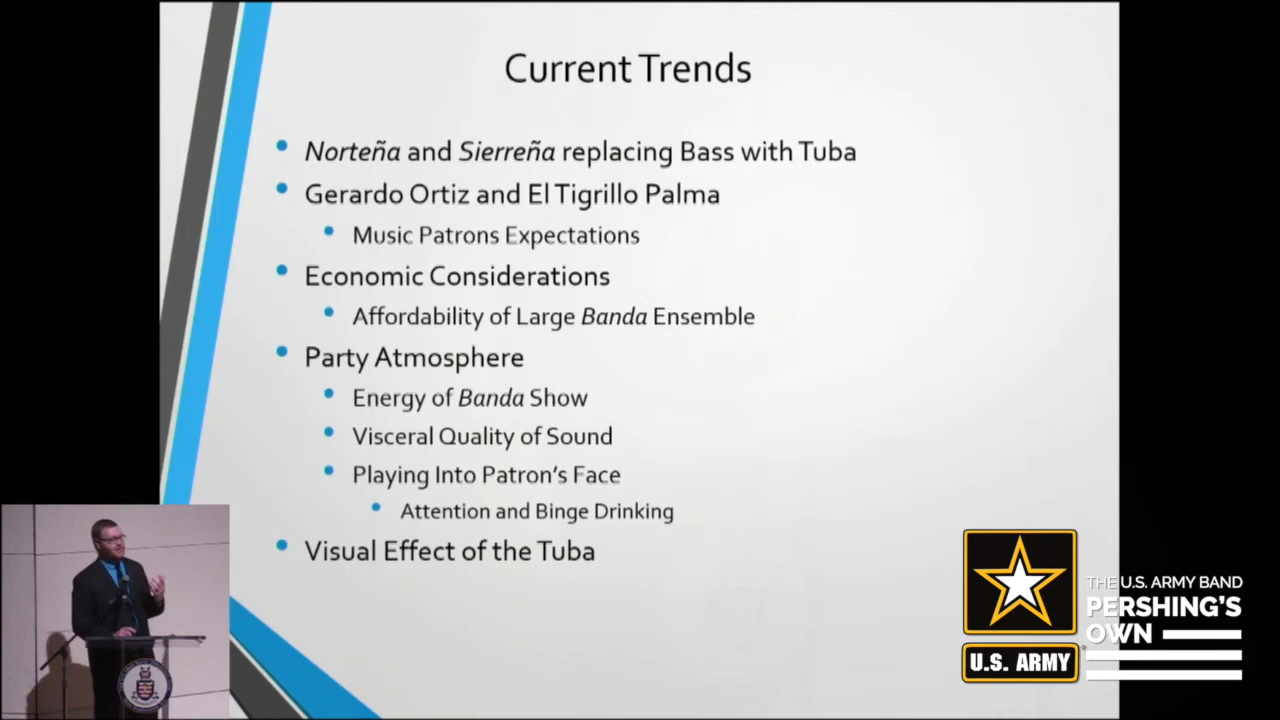 Current Trends
Norteña and Sierreña replacing Bass with Tuba
Gerardo Ortiz and El Tigrillo Palma
Music Patrons Expectations
Economic Considerations
Affordability of Large Banda Ensemble
Party Atmosphere
Energy of Banda Show
Visceral Quality of Sound
Playing Into Patron's Face
Attention and Binge Drinking
Visual Effect of the Tuba
U.S. ARMY
THE U.S. ARMY BAND
PERSHING'S
OWN